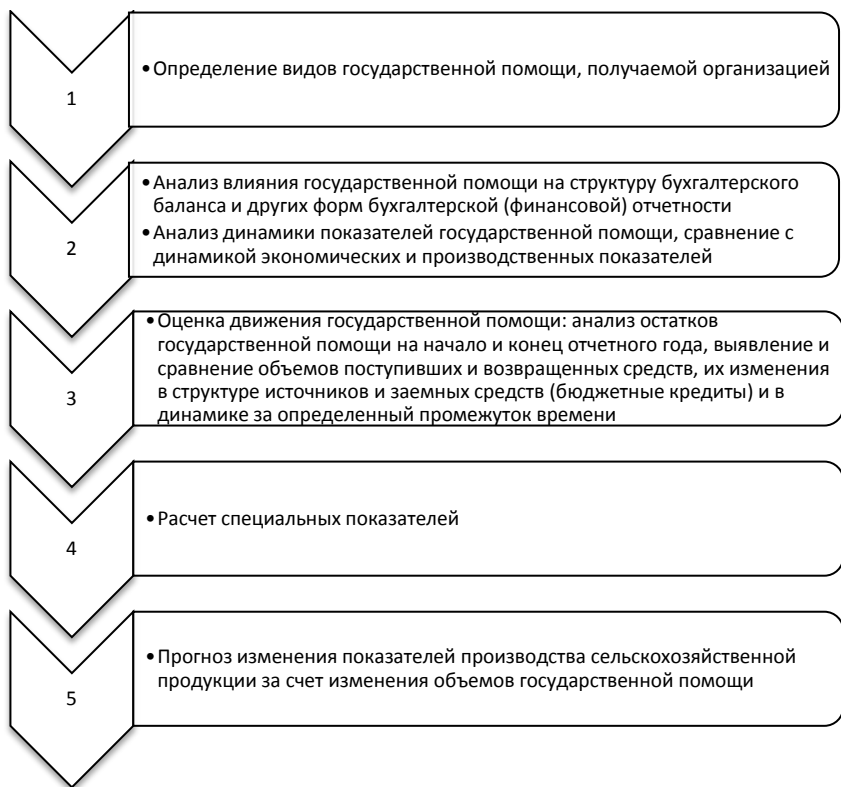 1
•Определение видов государственной помощи, получаемой организацией
2
•Анализ влияния государственной помощи на структуру бухгалтерского
баланса и других форм бухгалтерской (финансовой) отчетности
•Анализ динамики показателей государственной помощи, сравнение с
динамикой экономических и производственных показателей
3
•Оценка движения государственной помощи: анализ остатков
государственной помощи на начало и конец отчетного года, выявление и
сравнение объемов поступивших и возвращенных средств, их изменения
в структуре источников и заемных средств (бюджетные кредиты) и в
динамике за определенный промежуток времени
4
•Расчет специальных показателей
5
•Прогноз изменения показателей производства сельскохозяйственной
продукции за счет изменения объемов государственной помощи